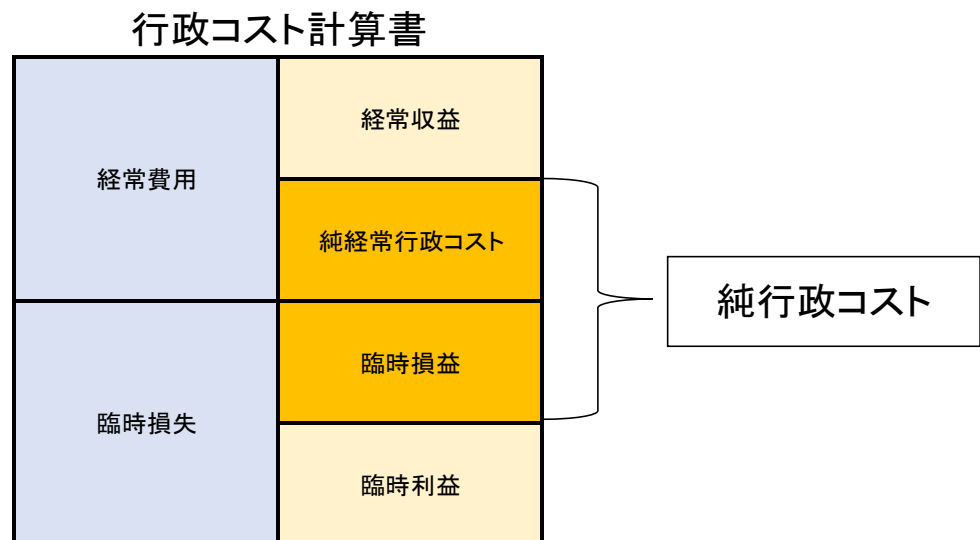 行政コスト計算書
経常費用
経常収益
純経常行政コスト
純行政コスト
臨時損益
臨時損失
臨時利益